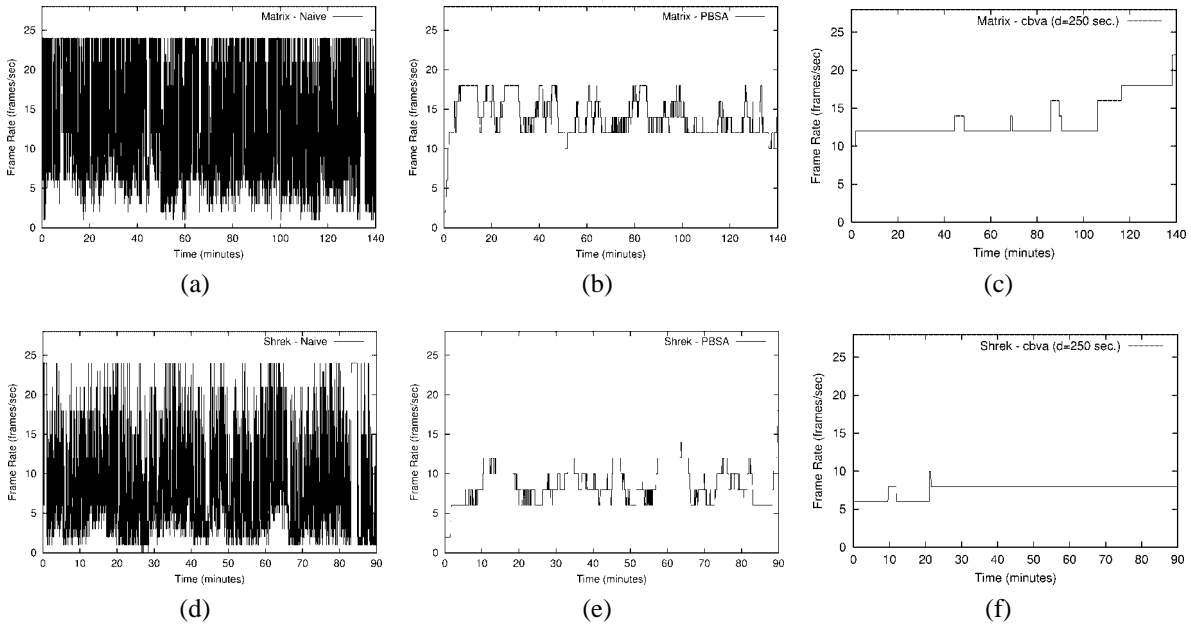 Matrix - Naive
Frame Rate (frames/sec)
25
20
15
10
5
0
0 20 40 60 80 100 120 140
Time (minutes)
(a)
Matrix - PBSA
Frame Rate (frames/sec)
25
20
15
10
5
0
0 20 40 60 80 100 120 140
Time (minutes)
(b)
Matrix - cbva (d=250 sec.)
Frame Rate (frames/sec)
25
20
15
10
5
0
0 20 40 60 80 100 120 140
Time (minutes)
(c)
Shrek - Naive
Frame Rate (frames/sec)
25
20
15
10
5
0
0 10 20 30 40 50 60 70 80 90
Time (minutes)
(d)
Shrek - PBSA
Frame Rate (frames/sec)
25
20
15
10
5
0
0 10 20 30 40 50 60 70 80 90
Time (minutes)
(e)
Shrek - cbva (d=250 sec.)
Frame Rate (frames/sec)
25
20
15
10
5
0
0 10 20 30 40 50 60 70 80 90
Time (minutes)
(f)